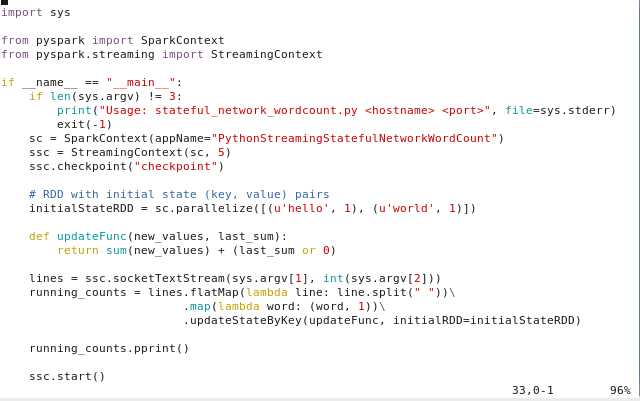 import sys
from pyspark import SparkContext
from pyspark.streaming import StreamingContext
if __name__ == "__main__":
    if len(sys.argv) != 3:
        print("Usage: stateful_network_wordcount.py <hostname> <port>", file=sys.stderr)
        exit(-1)
    sc = SparkContext(appName="PythonStreamingStatefulNetworkWordCount")
    ssc = StreamingContext(sc, 5)
    ssc.checkpoint("checkpoint")
    # RDD with initial state (key, value) pairs
    initialStateRDD = sc.parallelize([(u'hello', 1), (u'world', 1)])
    def updateFunc(new_values, last_sum):
        return sum(new_values) + (last_sum or 0)
    lines = ssc.socketTextStream(sys.argv[1], int(sys.argv[2]))
    running_counts = lines.flatMap(lambda line: line.split(" "))\
                          .map(lambda word: (word, 1))\
                          .updateStateByKey(updateFunc, initialRDD=initialStateRDD)
    running_counts.pprint()
    ssc.start()
33,0-1 96%